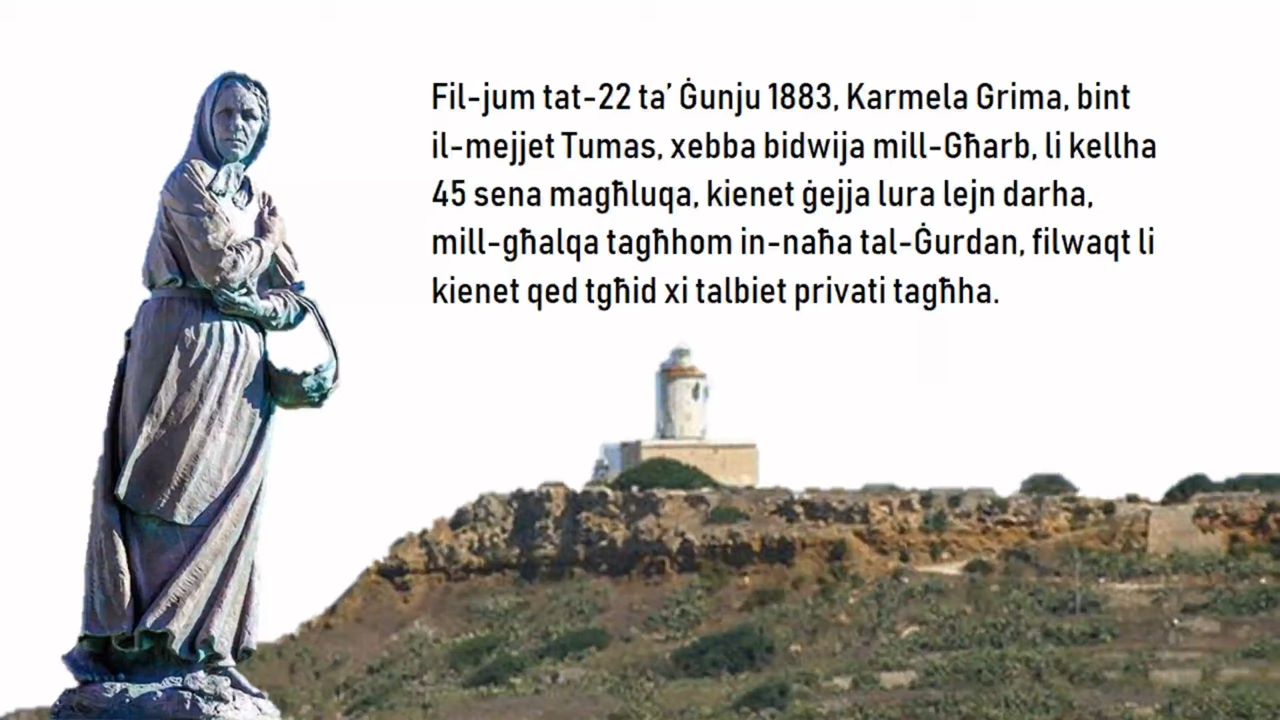 Fil-jum tat-22 ta’ Ġunju 1883, Karmela Grima, bint
il-mejjet Tumas, xebba bidwija mill-Għarb, li kellha
45 sena magħluqa, kienet ġejja lura lejn darha,
mill-għalqa tagħhom in-naħa tal-Ġurdan, filwaqt li
kienet qed tgħid xi talbiet privati tagħha.